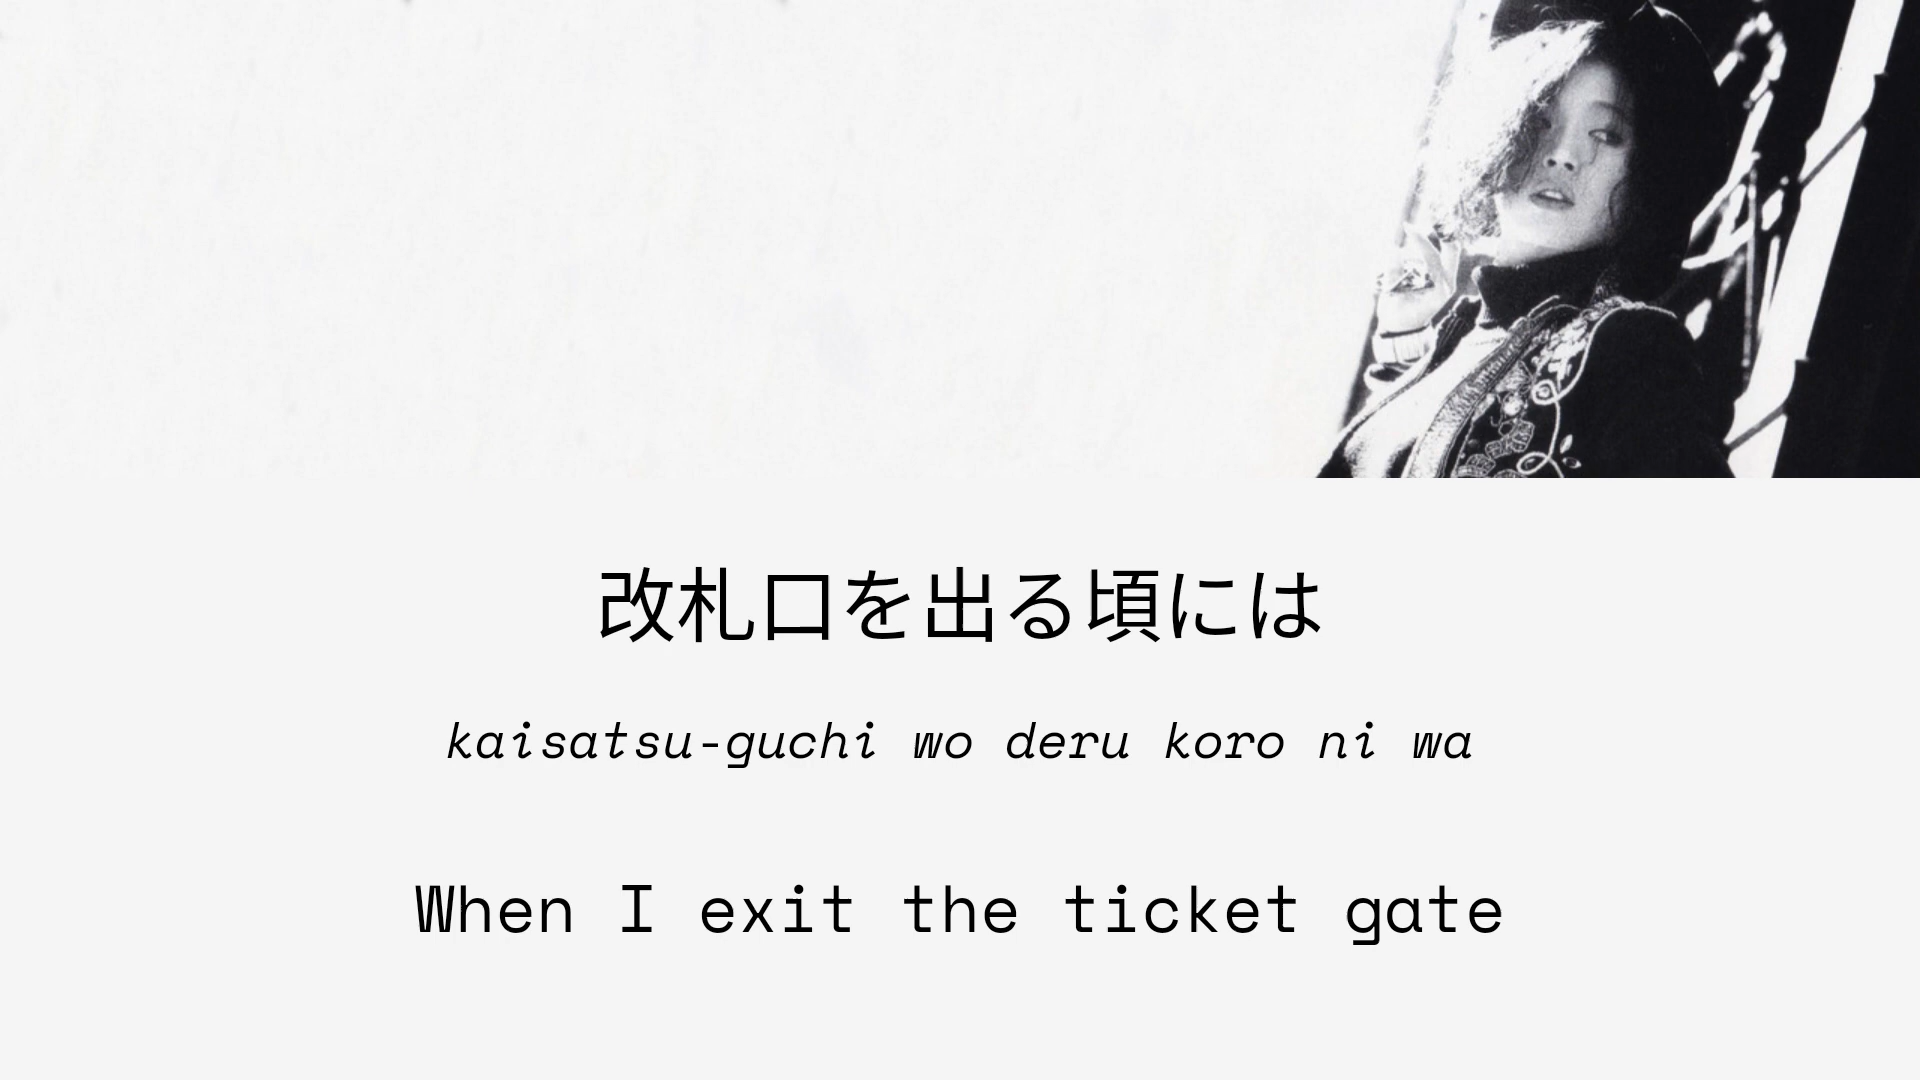 改札口を出る頃には
kaisatsu-guchi wo deru koro ni wa
When I exit the ticket gate